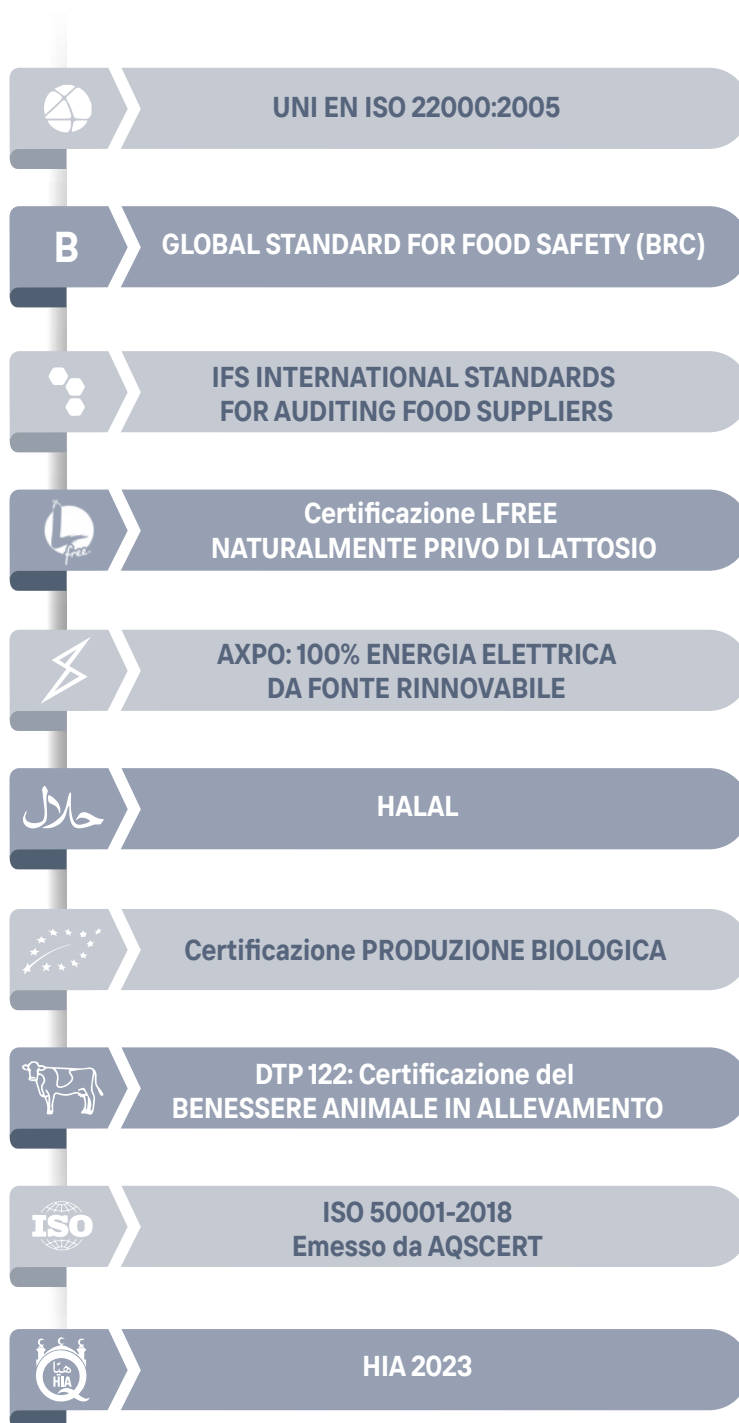 UNI EN ISO 22000:2005
B
GLOBAL STANDARD FOR FOOD SAFETY (BRC)
IFS INTERNATIONAL STANDARDS
FOR AUDITING FOOD SUPPLIERS
L
free
Certificazione LFREE
NATURALMENTE PRIVO DI LATTOSIO
AXPO: 100% ENERGIA ELETTRICA
DA FONTE RINNOVABILE
حلال
HALAL
Certificazione PRODUZIONE BIOLOGICA
DTP 122: Certificazione del
BENESSERE ANIMALE IN ALLEVAMENTO
ISO
ISO 50001-2018
Emesso da AQSCERT
HIA
HIA 2023